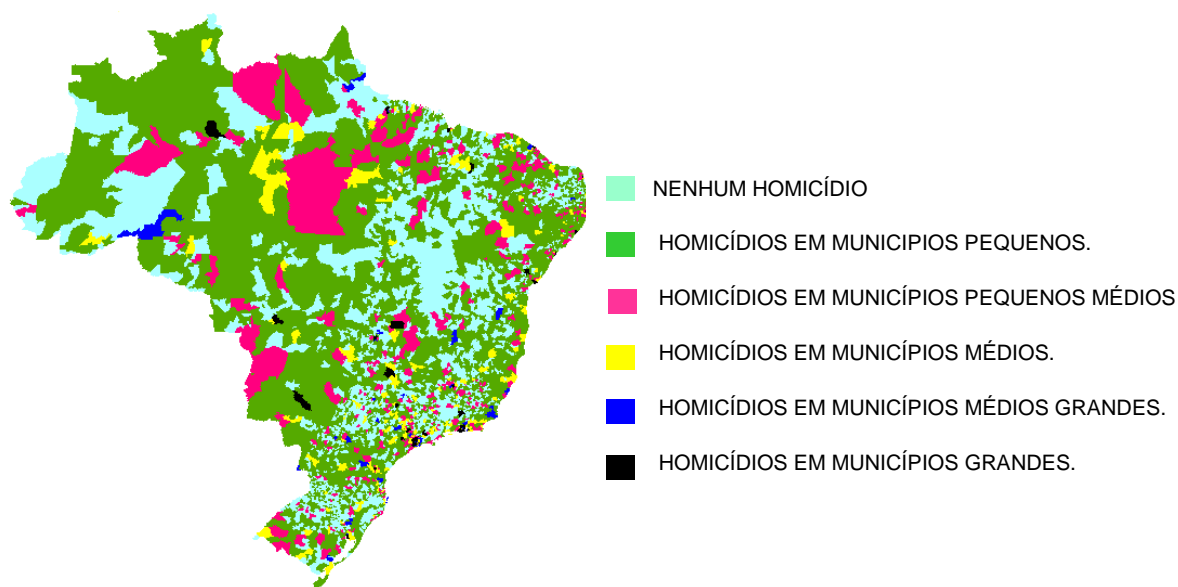 NENHUM HOMICÍDIO
HOMICÍDIOS EM MUNICIPIOS PEQUENOS.
HOMICÍDIOS EM MUNICÍPIOS PEQUENOS MÉDIOS
HOMICÍDIOS EM MUNICÍPIOS MÉDIOS.
HOMICÍDIOS EM MUNICÍPIOS MÉDIOS GRANDES.
HOMICÍDIOS EM MUNICÍPIOS GRANDES.